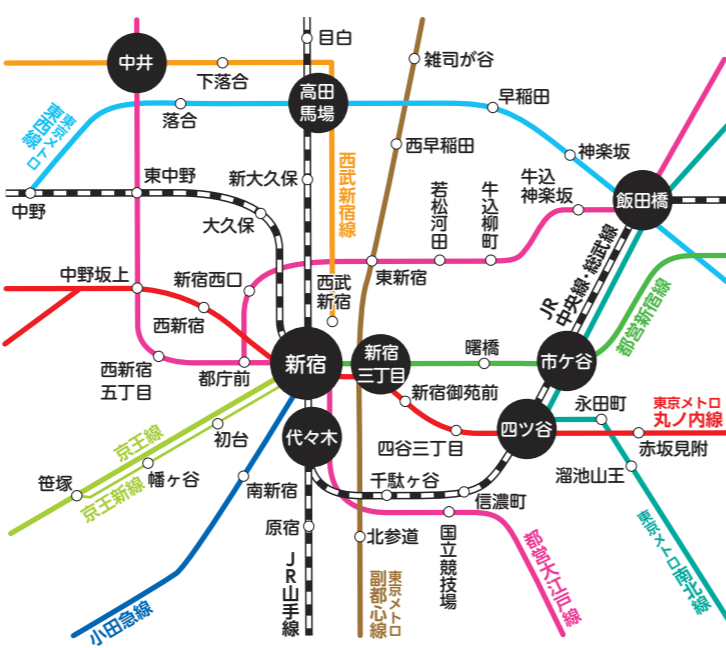 目白
中井
下落合
雑司が谷
高田
馬場
早稲田
落合
東京メトロ
東西線
西早稲田
神楽坂
西武新宿線
新大久保
東中野
中野
若松河田
牛込柳町
牛込
神楽坂
飯田橋
大久保
JR
中央線・総武線
中野坂上
新宿西口
西武
新宿
東新宿
都営新宿線
西新宿
新宿
新宿
三丁目
曙橋
市ケ谷
西新宿
五丁目
都庁前
新宿御苑前
永田町
東京メトロ
丸ノ内線
京王線
初台
代々木
四谷三丁目
四ツ谷
赤坂見附
笹塚
幡ヶ谷
京王新線
南新宿
千駄ヶ谷
信濃町
溜池山王
東京メトロ南北線
原宿
北参道
国立競技場
JR山手線
東京メトロ
副都心線
都営大江戸線
小田急線